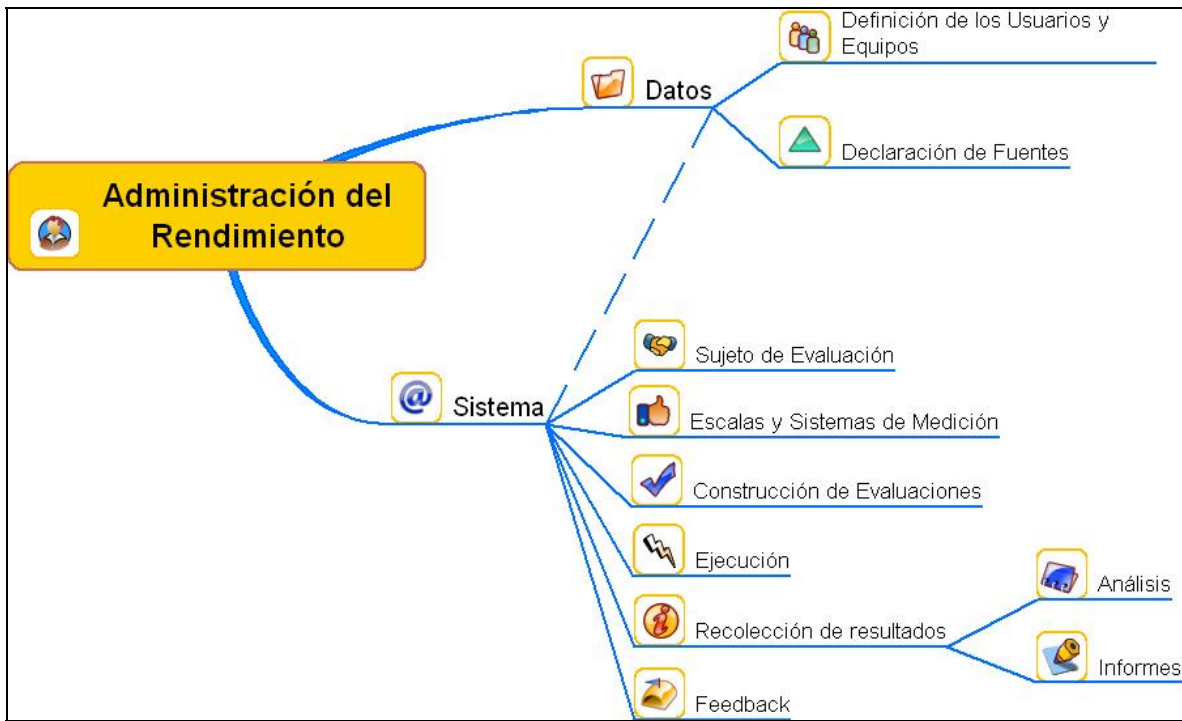 Definición de los Usuarios y
Equipos
Datos
Declaración de Fuentes
Administración del
Rendimiento
Sujeto de Evaluación
@ Sistema
Escalas y Sistemas de Medición
Construcción de Evaluaciones
Ejecución
Análisis
Recolección de resultados
Informes
Feedback